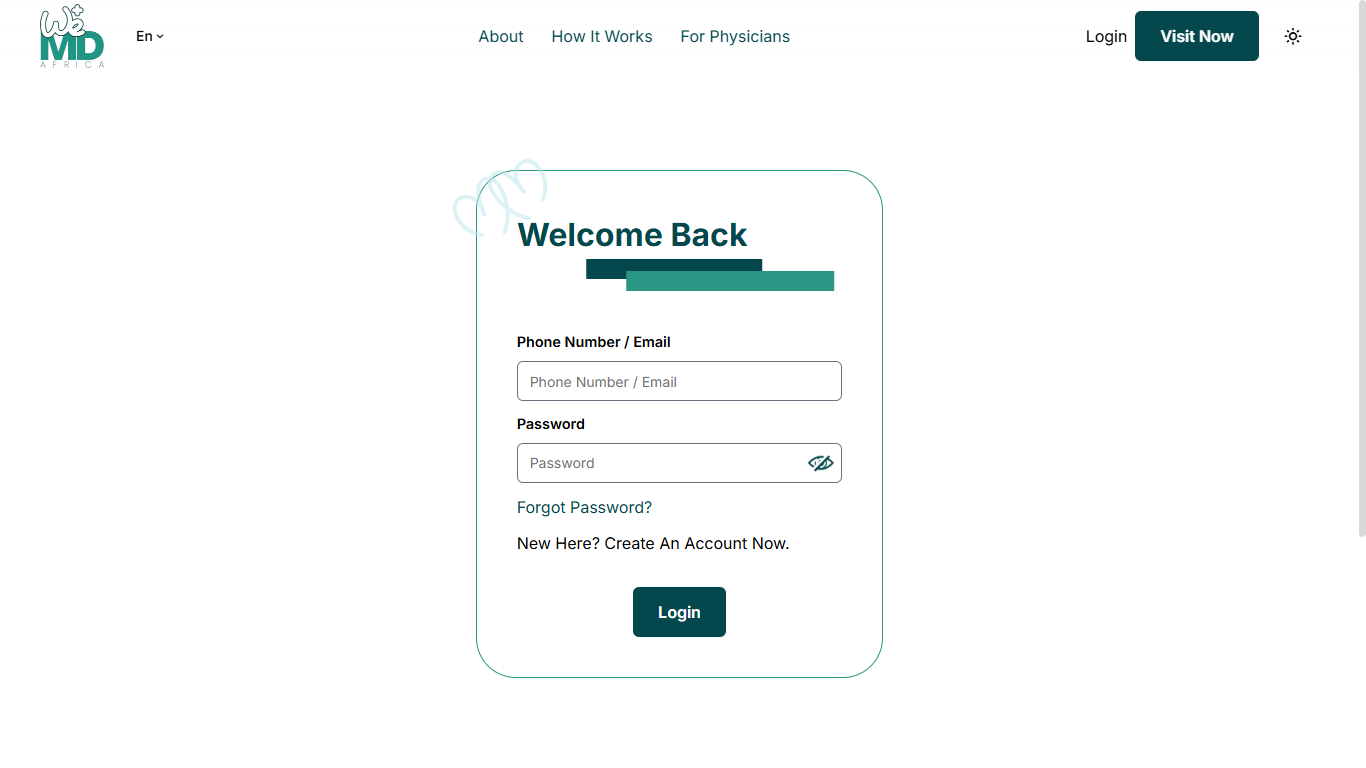 We
MD
AFRICA
En
About
How It Works
For Physicians
Login
Visit Now
Welcome Back
Phone Number / Email
Phone Number / Email
Password
Password
Forgot Password?
New Here? Create An Account Now.
Login